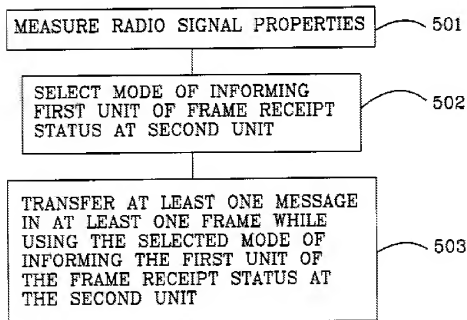 MEASURE RADIO SIGNAL PROPERTIES
501
SELECT MODE OF INFORMING
FIRST UNIT OF FRAME RECEIPT
STATUS AT SECOND UNIT
502
TRANSFER AT LEAST ONE MESSAGE
IN AT LEAST ONE FRAME WHILE
USING THE SELECTED MODE OF
INFORMING THE FIRST UNIT OF
THE FRAME RECEIPT STATUS AT
THE SECOND UNIT
503